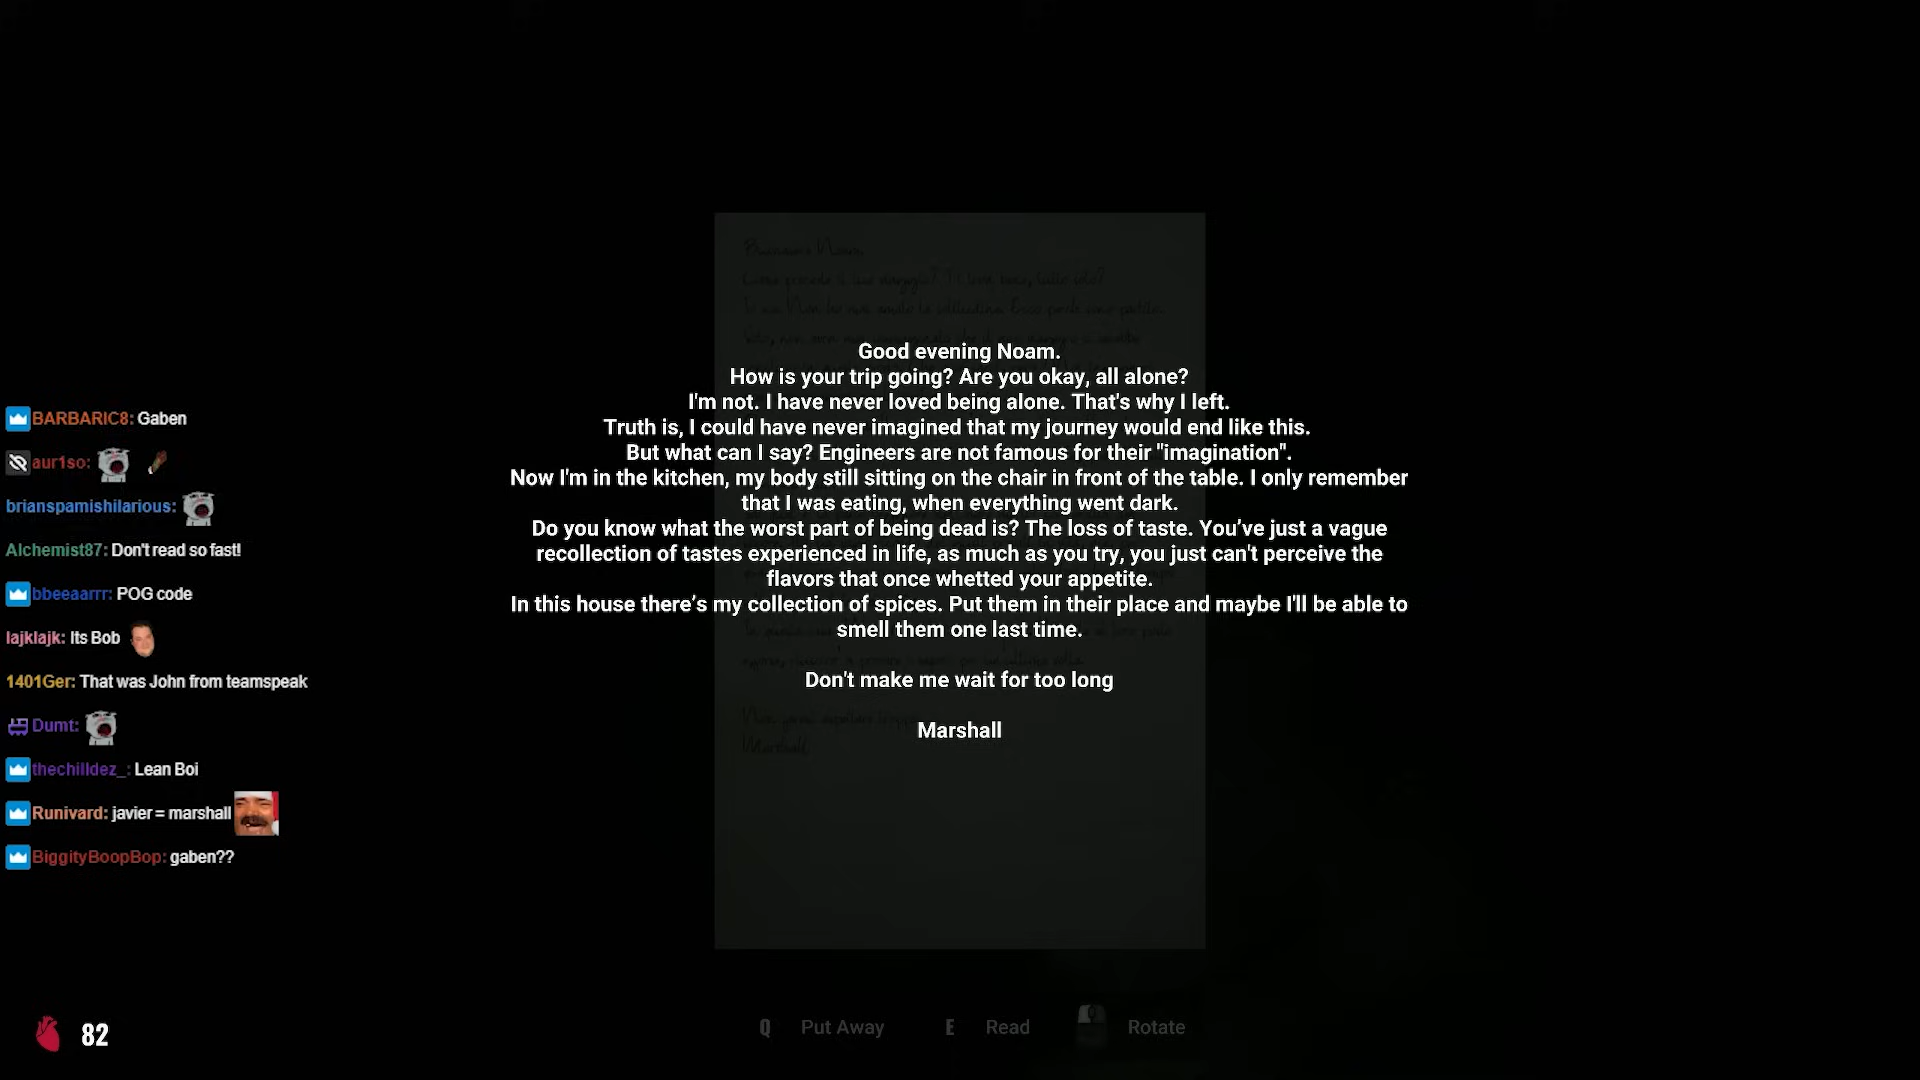 Good evening Noam.
How is your trip going? Are you okay, all alone?
I'm not. I have never loved being alone. That's why I left.
Truth is, I could have never imagined that my journey would end like this.
But what can I say? Engineers are not famous for their "imagination".
Now I'm in the kitchen, my body still sitting on the chair in front of the table. I only remember
that I was eating, when everything went dark.
Do you know what the worst part of being dead is? The loss of taste. You’ve just a vague
recollection of tastes experienced in life, as much as you try, you just can't perceive the
flavors that once whetted your appetite.
In this house there’s my collection of spices. Put them in their place and maybe I'll be able to
smell them one last time.
Don't make me wait for too long
Marshall
BARBARIC8: Gaben
aur1so:
brianspamishilarious:
Alchemist87: Don't read so fast!
bbeeaarrr: POG code
lajklajk: Its Bob
1401Ger: That was John from teamspeak
Dumt:
thechilldez_: Lean Boi
Runivard: javier = marshall
BiggityBoopBop: gaben??
82
Q Put Away E Read Rotate